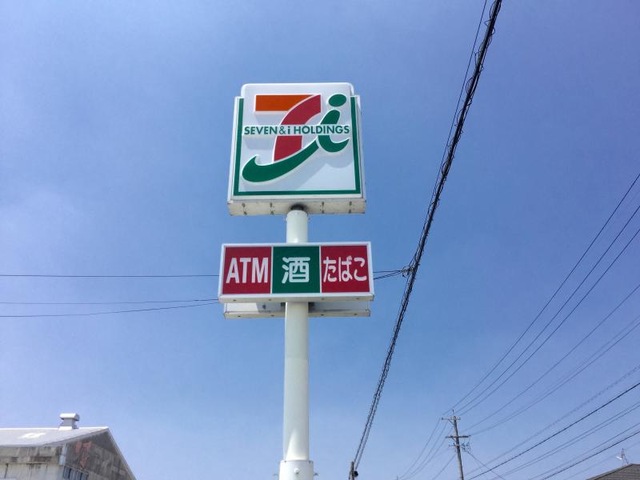 7i
SEVEN&i HOLDINGS
ATM 酒 たばこ